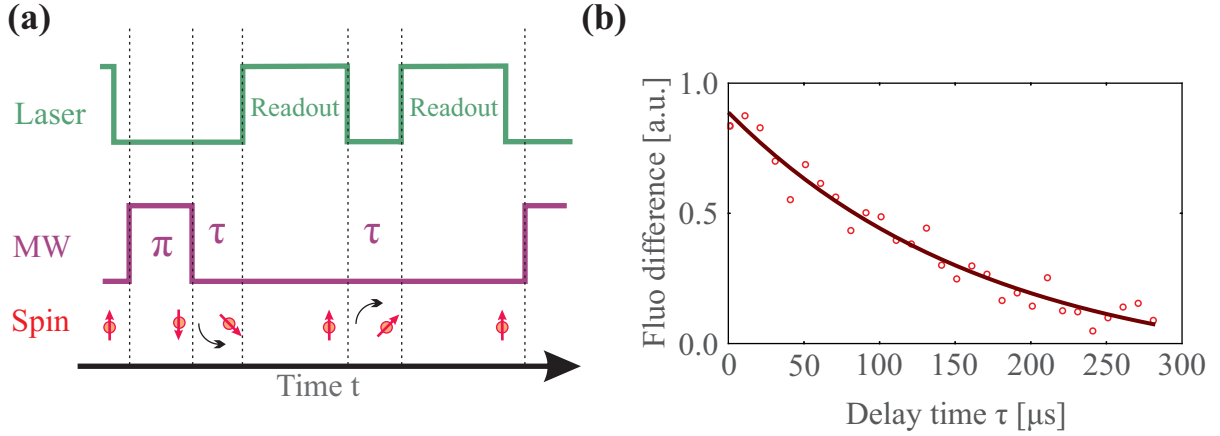 (a)
Laser
Readout
Readout
MW
π
τ
τ
Spin
Time t
(b)
Fluo difference [a.u.]
1.0
0.5
0.0
0
50
100
150
200
250
300
Delay time τ [μs]